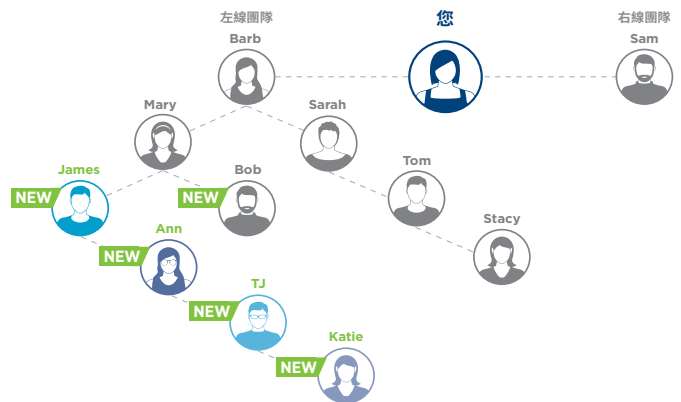 左線團隊
您
右線團隊
Barb
Sam
Mary
Sarah
James
Bob
Tom
NEW
NEW
Ann
Stacy
NEW
TJ
NEW
Katie
NEW